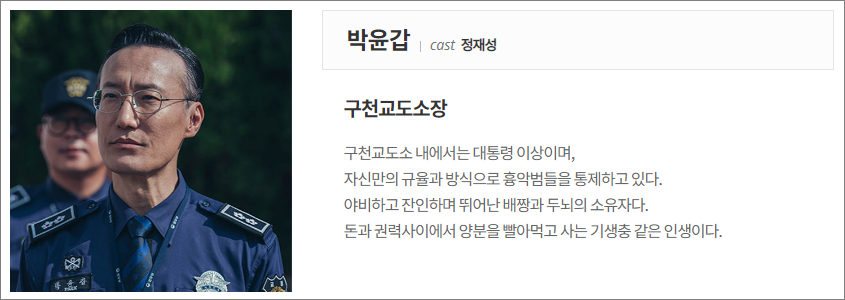 박윤갑 | cast 정재성
구천교도소장
구천교도소 내에서는 대통령 이상이며,
자신만의 규율과 방식으로 흉악범들을 통제하고 있다.
야비하고 잔인하며 뛰어난 배짱과 두뇌의 소유자다.
돈과 권력사이에서 양분을 빨아먹고 사는 기생충 같은 인생이다.
박윤갑